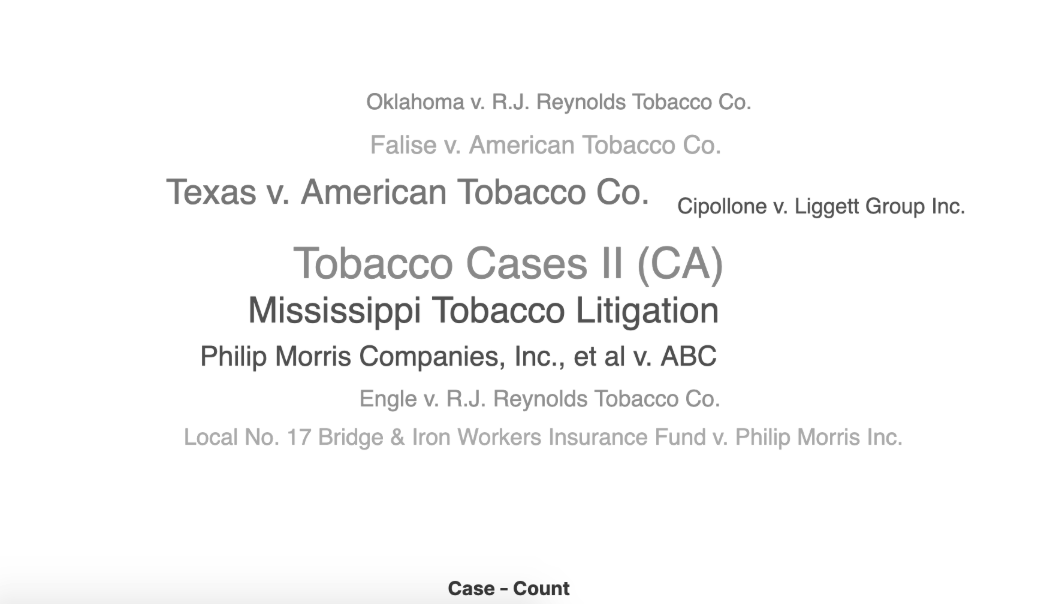 Oklahoma v. R.J. Reynolds Tobacco Co.
Falise v. American Tobacco Co.
Texas v. American Tobacco Co.
Cipollone v. Liggett Group Inc.
Tobacco Cases II (CA)
Mississippi Tobacco Litigation
Philip Morris Companies, Inc., et al v. ABC
Engle v. R.J. Reynolds Tobacco Co.
Local No. 17 Bridge & Iron Workers Insurance Fund v. Philip Morris Inc.
Case - Count